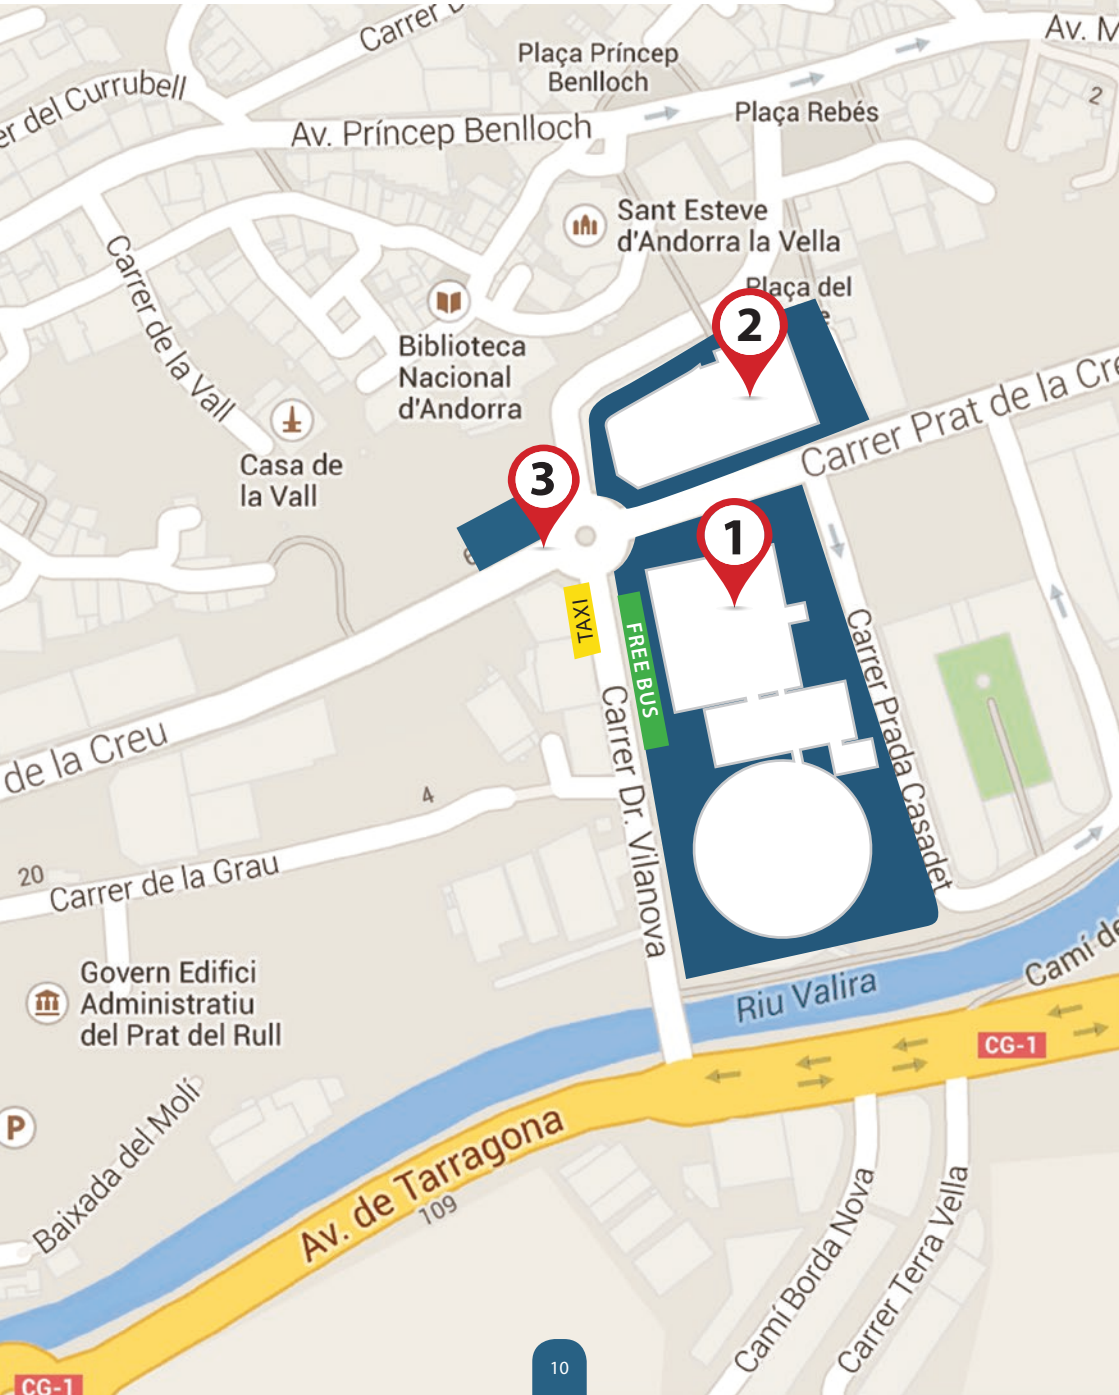 Carrer
Av. M
Plaça Príncep
Benlloch
er del Currubell
2
Plaça Rebés
Av. Príncep Benlloch
Sant Esteve
d'Andorra la Vella
Carrer de la Vall
Plaça del
e
2
Biblioteca
Nacional
d'Andorra
Carrer Prat de la Cre
Casa de
la Vall
3
1
TAXI
FREE BUS
Carrer Prada Casadet
Carrer Dr. Vilanova
de la Creu
4
20
Carrer de la Grau
Govern Edifici
Administratiu
del Prat del Rull
Riu Valira
Camí de
CG-1
P
Baixada del Molí
Av. de Tarragona
109
Camí Borda Nova
Carrer Terra Vella
CG-1
10